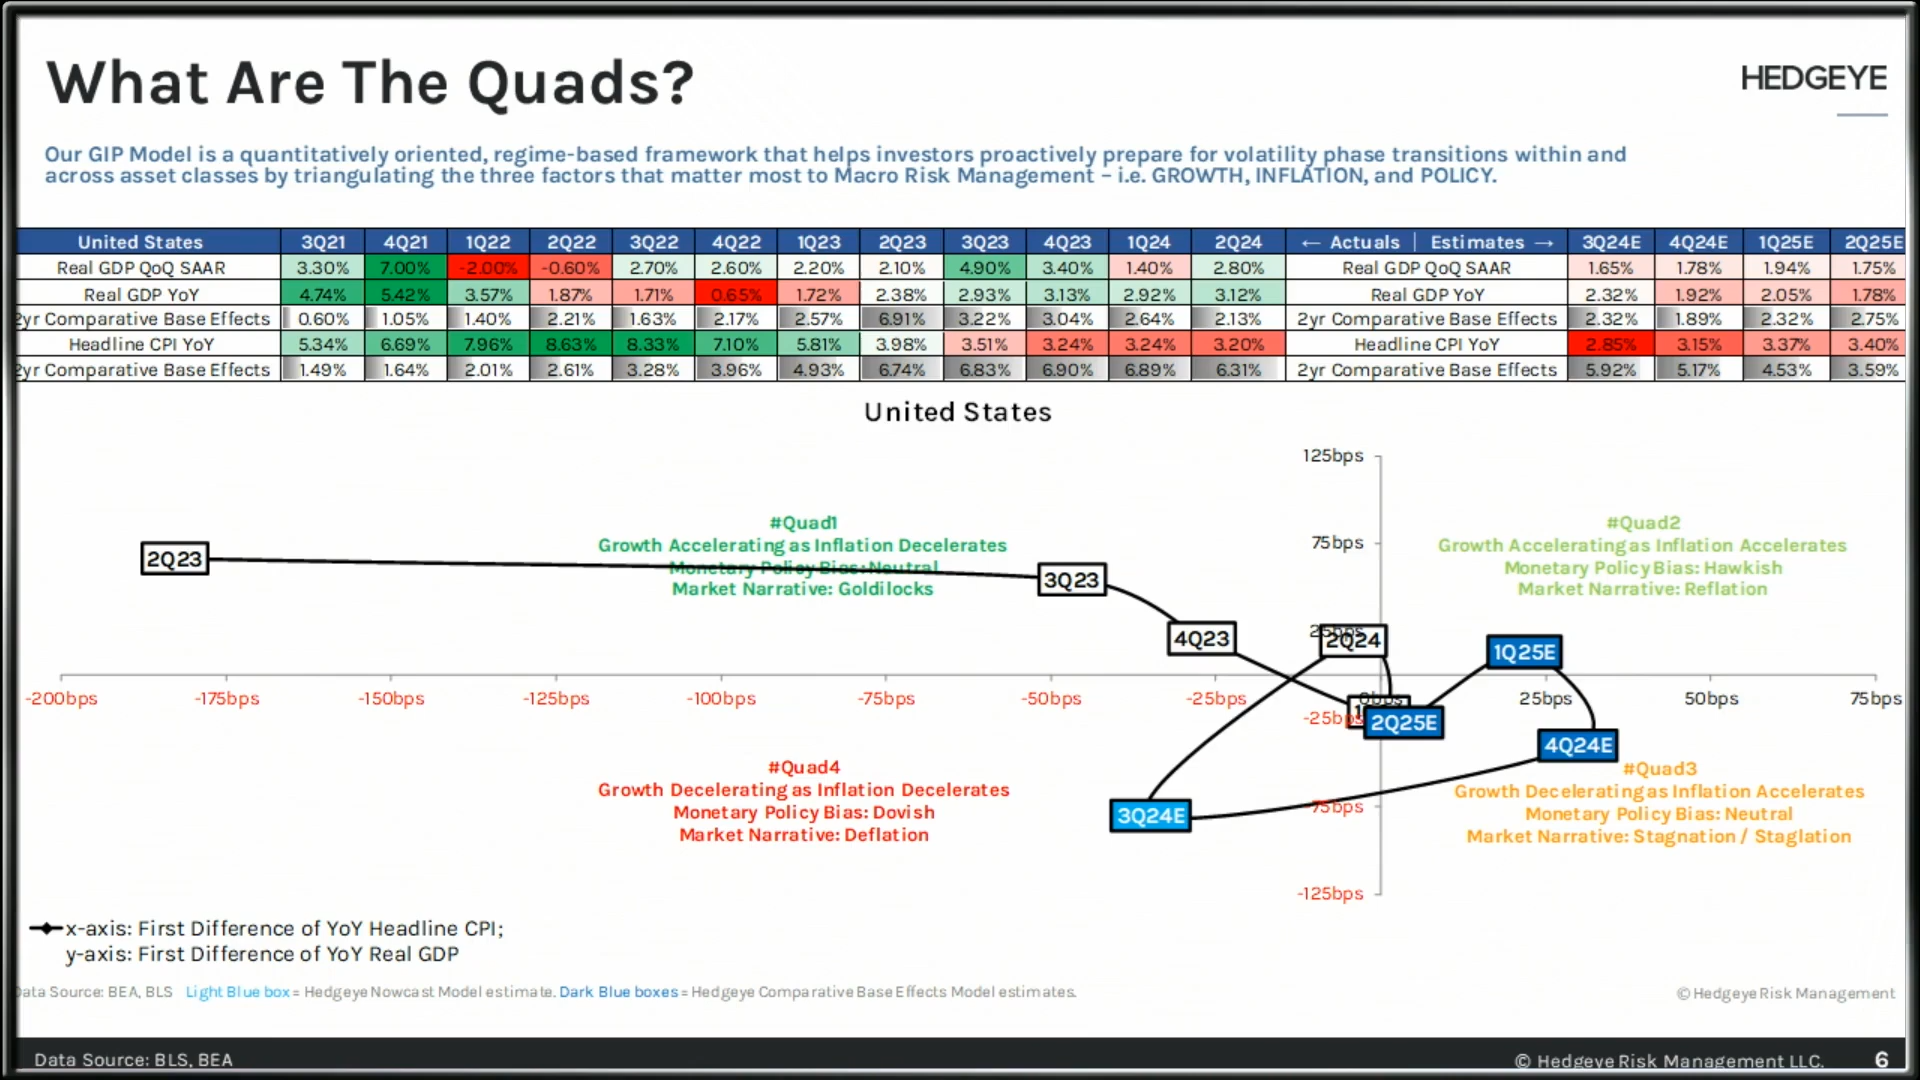 What Are The Quads?
HEDGEYE
Our GIP Model is a quantitatively oriented, regime-based framework that helps investors proactively prepare for volatility phase transitions within and
across asset classes by triangulating the three factors that matter most to Macro Risk Management – i.e. GROWTH, INFLATION, and POLICY.
United States 3Q21 4Q21 1Q22 2Q22 3Q22 4Q22 1Q23 2Q23 3Q23 4Q23 1Q24 2Q24 ← Actuals | Estimates → 3Q24E 4Q24E 1Q25E 2Q25E
Real GDP QoQ SAAR 3.30% 7.00% -2.00% -0.60% 2.70% 2.60% 2.20% 2.10% 4.90% 3.40% 1.40% 2.80% Real GDP QoQ SAAR 1.65% 1.78% 1.94% 1.75%
Real GDP YoY 4.74% 5.42% 3.57% 1.87% 1.71% 0.65% 1.72% 2.38% 2.93% 3.13% 2.92% 3.12% Real GDP YoY 2.32% 1.92% 2.05% 1.78%
2yr Comparative Base Effects 0.60% 1.05% 1.40% 2.21% 1.63% 2.17% 2.57% 6.91% 3.22% 3.04% 2.64% 2.13% 2yr Comparative Base Effects 2.32% 1.89% 2.32% 2.75%
Headline CPI YoY 5.34% 6.69% 7.96% 8.63% 8.33% 7.10% 5.81% 3.98% 3.51% 3.24% 3.24% 3.20% Headline CPI YoY 2.85% 3.15% 3.37% 3.40%
2yr Comparative Base Effects 1.49% 1.64% 2.01% 2.61% 3.28% 3.96% 4.93% 6.74% 6.83% 6.90% 6.89% 6.31% 2yr Comparative Base Effects 5.92% 5.17% 4.53% 3.59%
United States
125bps
75bps
25bps
-25bps
-75bps
-125bps
#Quad1
Growth Accelerating as Inflation Decelerates
Monetary Policy Bias: Neutral
Market Narrative: Goldilocks
#Quad2
Growth Accelerating as Inflation Accelerates
Monetary Policy Bias: Hawkish
Market Narrative: Reflation
2Q23
3Q23
4Q23
2Q24
1Q25E
-200bps -175bps -150bps -125bps -100bps -75bps -50bps -25bps 0bps 25bps 50bps 75bps
2Q25E
4Q24E
3Q24E
#Quad4
Growth Decelerating as Inflation Decelerates
Monetary Policy Bias: Dovish
Market Narrative: Deflation
#Quad3
Growth Decelerating as Inflation Accelerates
Monetary Policy Bias: Neutral
Market Narrative: Stagnation / Staglation
x-axis: First Difference of YoY Headline CPI;
y-axis: First Difference of YoY Real GDP
Data Source: BEA, BLS Light Blue box = Hedgeye Nowcast Model estimate. Dark Blue boxes = Hedgeye Comparative Base Effects Model estimates.
© Hedgeye Risk Management
Data Source: BLS, BEA
© Hedgeye Risk Management LLC. 6